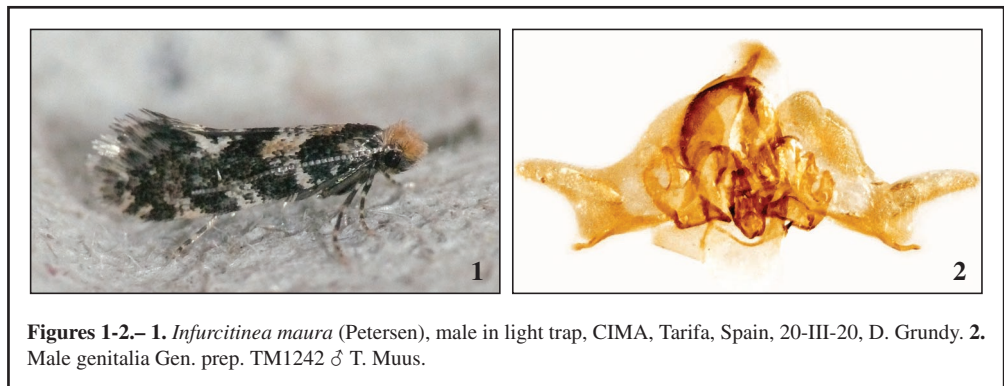 1
2
Figures 1-2.– 1. Infurcitinea maura (Petersen), male in light trap, CIMA, Tarifa, Spain, 20-III-20, D. Grundy. 2.
Male genitalia Gen. prep. TM1242 ♂ T. Muus.